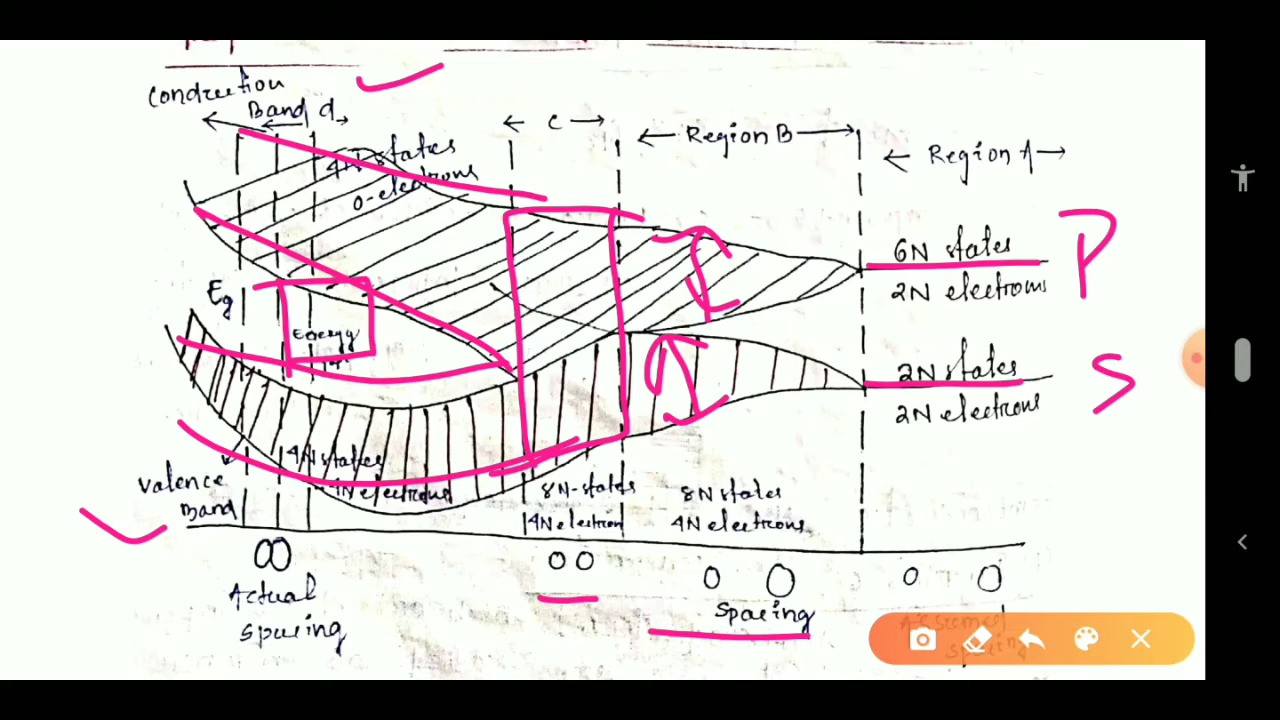 Conduction
Band d
← c →
← Region B →
← Region A →
4N states
0-electrons
6N states
2N electrons
P
Eg
Energy
2N states
2N electrons
S
Valence
Band
4N states
4N electrons
8N-states
4N electron
8N states
4N electrons
Actual
spacing
Spacing